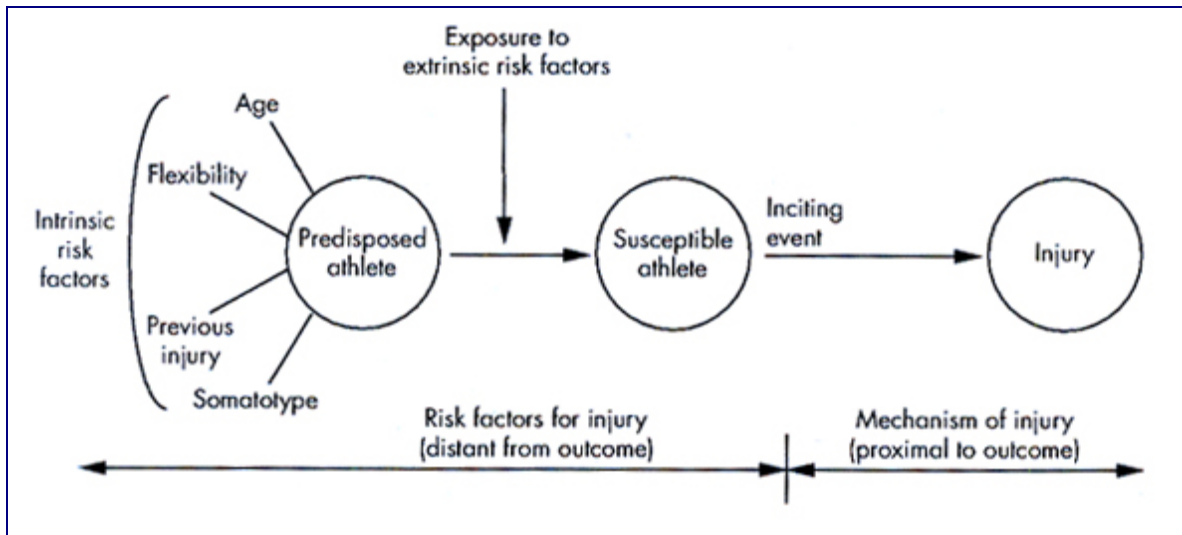 Exposure to
extrinsic risk factors
Age
Flexibility
Intrinsic
risk
factors
Previous
injury
Somatotype
Predisposed
athlete
Susceptible
athlete
Inciting
event
Injury
Risk factors for injury
(distant from outcome)
Mechanism of injury
(proximal to outcome)